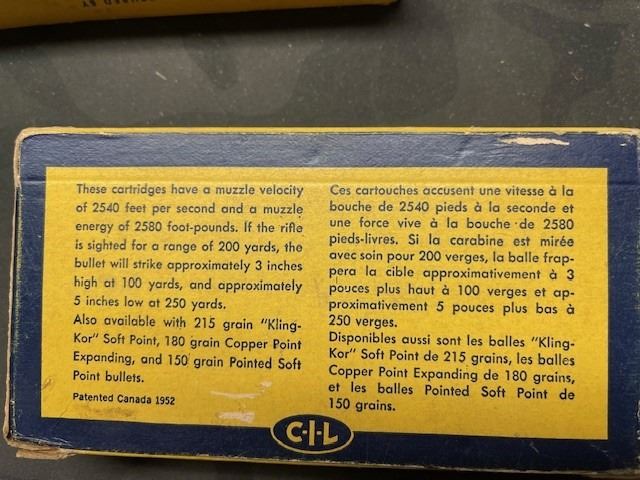 These cartridges have a muzzle velocity
of 2540 feet per second and a muzzle
energy of 2580 foot-pounds. If the rifle
is sighted for a range of 200 yards, the
bullet will strike approximately 3 inches
high at 100 yards, and approximately
5 inches low at 250 yards.
Also available with 215 grain "Kling-
Kor" Soft Point, 180 grain Copper Point
Expanding, and 150 grain Pointed Soft
Point bullets.
Patented Canada 1952
Ces cartouches accusent une vitesse à la
bouche de 2540 pieds à la seconde et
une force vive à la bouche de 2580
pieds-livres. Si la carabine est mirée
avec soin pour 200 verges, la balle frap-
pera la cible approximativement à 3
pouces plus haut à 100 verges et ap-
proximativement 5 pouces plus bas à
250 verges.
Disponibles aussi sont les balles "Kling-
Kor" Soft Point de 215 grains, les balles
Copper Point Expanding de 180 grains,
et les balles Pointed Soft Point de
150 grains.
C-I-L